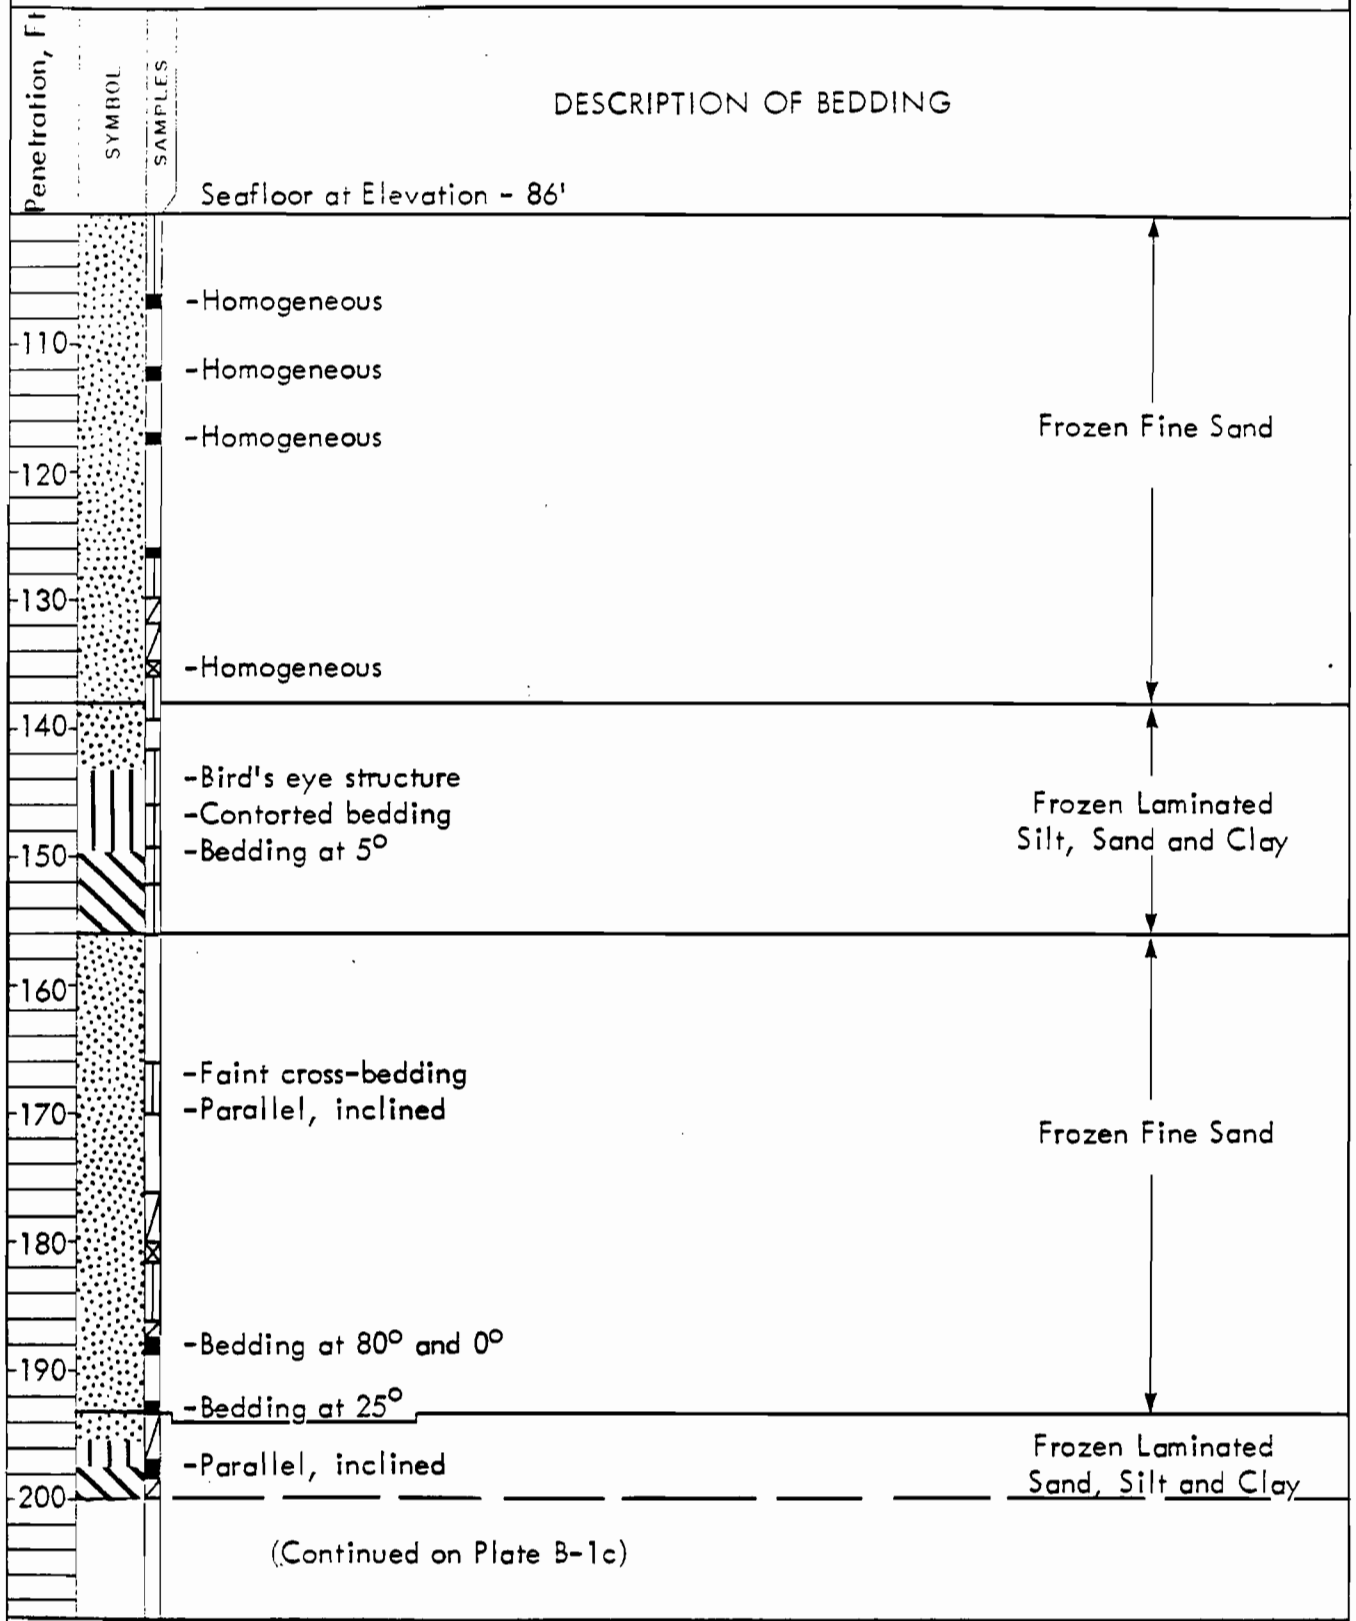 Penetration, Ft
SYMBOL
SAMPLES
DESCRIPTION OF BEDDING
Seafloor at Elevation - 86'
-Homogeneous
110
-Homogeneous
Frozen Fine Sand
-Homogeneous
120
130
-Homogeneous
140
-Bird's eye structure
-Contorted bedding
Frozen Laminated
Silt, Sand and Clay
-Bedding at 5°
150
160
-Faint cross-bedding
-Parallel, inclined
170
Frozen Fine Sand
180
-Bedding at 80° and 0°
190
-Bedding at 25°
Frozen Laminated
Sand, Silt and Clay
-Parallel, inclined
200
(Continued on Plate B-1c)